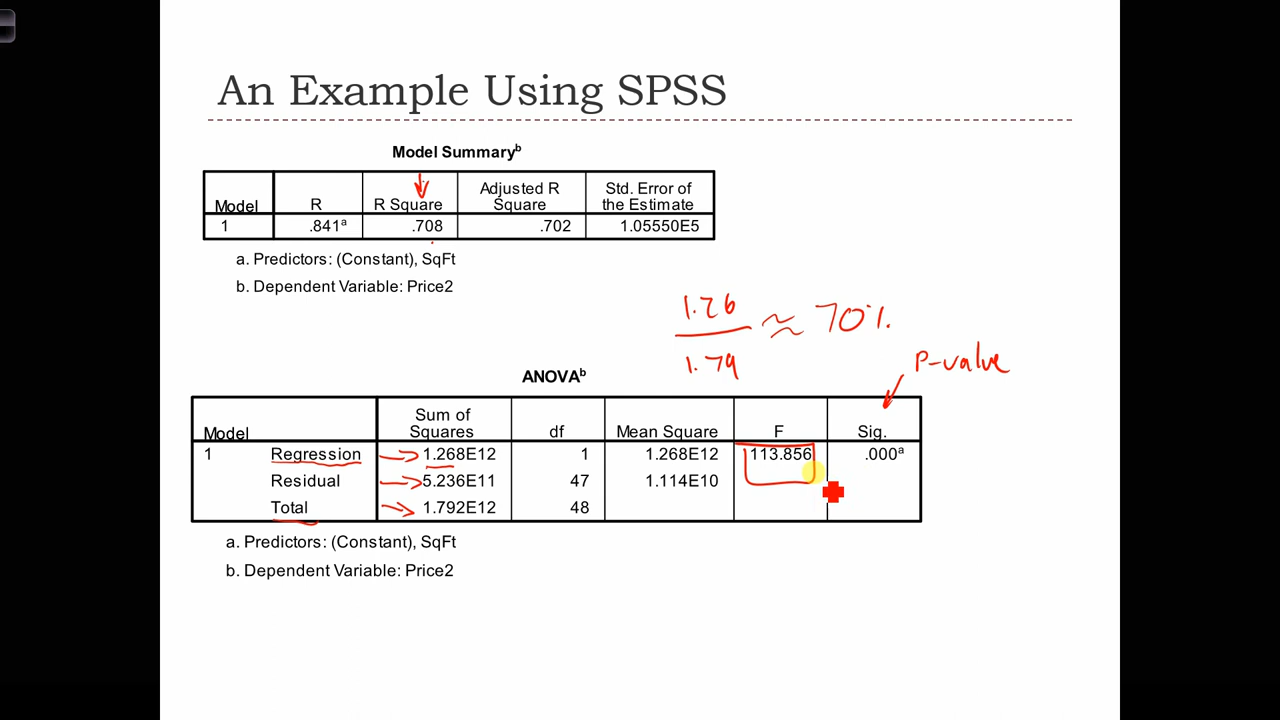 An Example Using SPSS
Model Summaryb
Model R R Square Adjusted R Square Std. Error of the Estimate
1 .841a .708 .702 1.05550E5
a. Predictors: (Constant), SqFt
b. Dependent Variable: Price2
1.26
1.79
≈ 70%
P-value
ANOVAb
Model Sum of Squares df Mean Square F Sig.
1 Regression 1.268E12 1 1.268E12 113.856 .000a
Residual 5.236E11 47 1.114E10
Total 1.792E12 48
a. Predictors: (Constant), SqFt
b. Dependent Variable: Price2